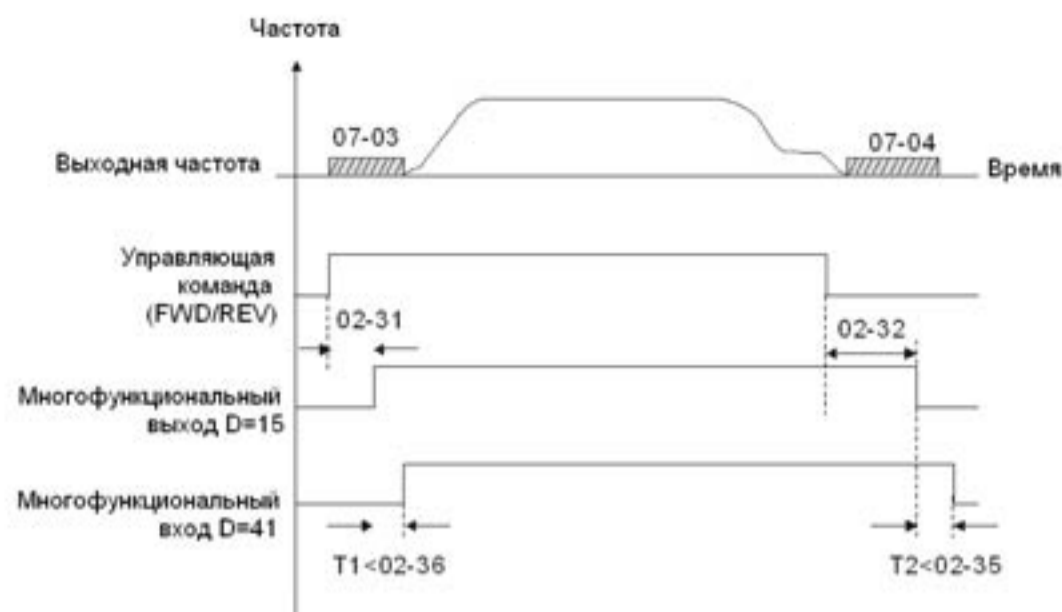 Частота
07-03
07-04
Выходная частота
Время
Управляющая
команда
(FWD/REV)
02-31
02-32
Многофункциональный
выход D=15
Многофункциональный
вход D=41
T1<02-36
T2<02-35